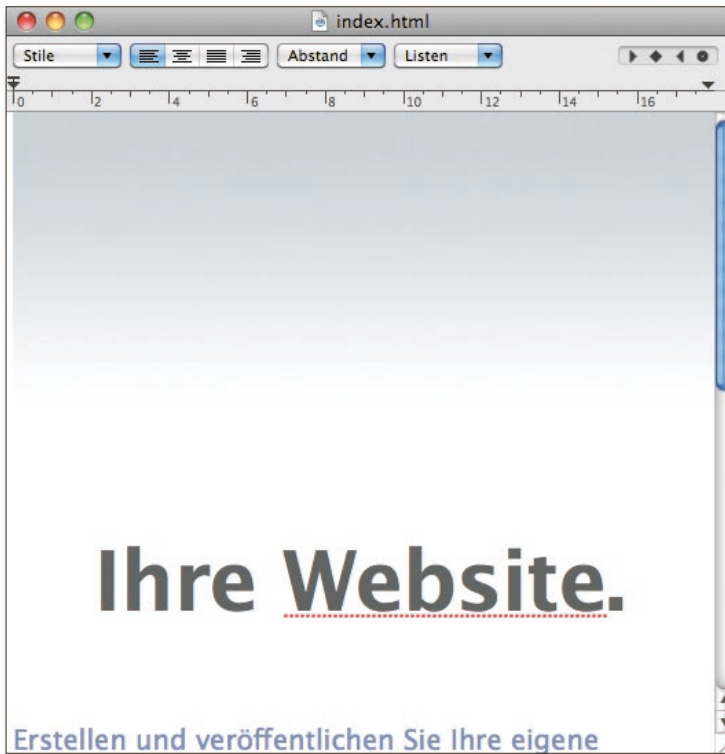 index.html
Stile Abstand Listen
0 2 4 6 8 10 12 14 16
Ihre Website.
Erstellen und veröffentlichen Sie Ihre eigene